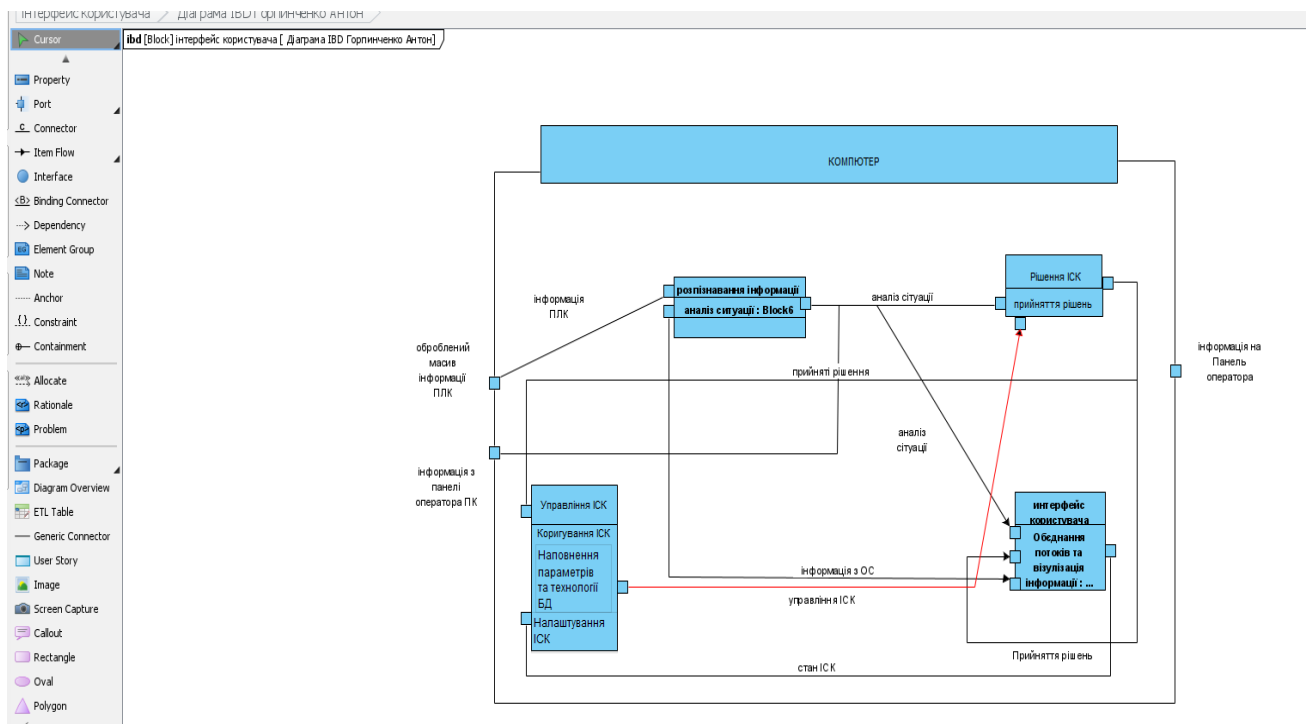 Інтерфейс користувача
Діаграма IBD Горпинченко Антон
Cursor
ibd [Block] інтерфейс користувача [ Діаграма IBD Горпинченко Антон]
Property
Port
Connector
Item Flow
Interface
<B> Binding Connector
Dependency
Element Group
Note
Anchor
Constraint
Containment
Allocate
Rationale
Problem
Package
Diagram Overview
ETL Table
Generic Connector
User Story
Image
Screen Capture
Callout
Rectangle
Oval
Polygon
КОМПЮТЕР
інформація
ПЛК
розпізнавання інформації
аналіз ситуації : Block6
аналіз сітуації
Рішення ІСК
прийняття рішень
оброблений
масив
інформації
ПЛК
прийняті рішення
інформація на
Панель
оператора
інформація з
панелі
оператора ПК
аналіз
сітуації
Управління ІСК
Коригування ІСК
Наповнення
параметрів
та технології
БД
Налаштування
ІСК
интерфейс
користувача
Обєднання
потоків та
візулізація
інформації : ...
інформація з ОС
управління ІСК
Прийняття рішень
стан ІСК